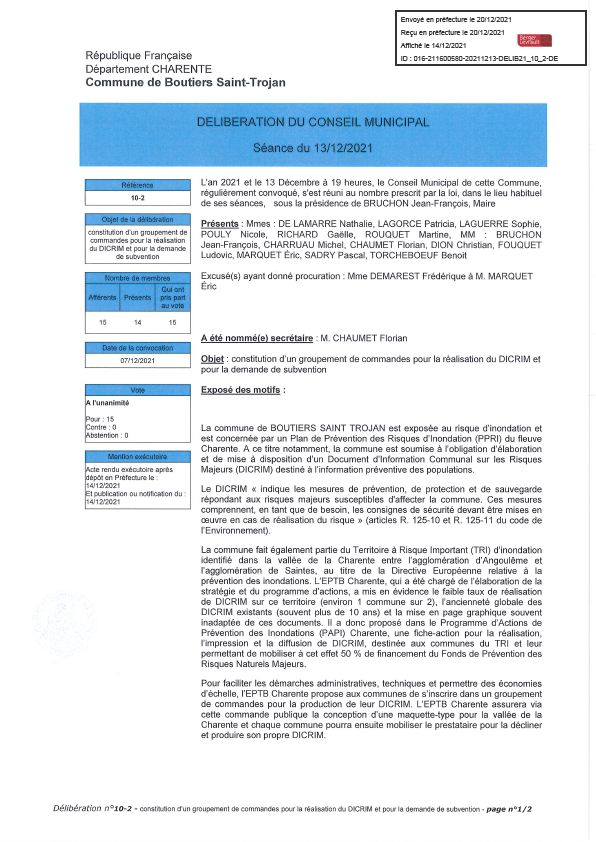 Envoyé en préfecture le 20/12/2021
Reçu en préfecture le 20/12/2021
Affiché le 14/12/2021
Berger Levrault
ID : 016-211600580-20211213-DELIB21_10_2-DE
République Française
Département CHARENTE
Commune de Boutiers Saint-Trojan
DELIBERATION DU CONSEIL MUNICIPAL
Séance du 13/12/2021
Référence
10-2
Objet de la délibération
constitution d'un groupement de
commandes pour la réalisation
du DICRIM et pour la demande
de subvention
Nombre de membres
Afférents
Présents
Qui ont
pris part
au vote
15
14
15
Date de la convocation
07/12/2021
Vote
A l'unanimité
Pour : 15
Contre : 0
Abstention : 0
Mention exécutoire
Acte rendu exécutoire après
dépôt en Préfecture le :
14/12/2021
Et publication ou notification du :
14/12/2021
L'an 2021 et le 13 Décembre à 19 heures, le Conseil Municipal de cette Commune,
régulièrement convoqué, s'est réuni au nombre prescrit par la loi, dans le lieu habituel
de ses séances, sous la présidence de BRUCHON Jean-François, Maire
Présents : Mmes : DE LAMARRE Nathalie, LAGORCE Patricia, LAGUERRE Sophie,
POULY Nicole, RICHARD Gaëlle, ROUQUET Martine, MM : BRUCHON
Jean-François, CHARRUAU Michel, CHAUMET Florian, DION Christian, FOUQUET
Ludovic, MARQUET Éric, SADRY Pascal, TORCHEBOEUF Benoit
Excusé(s) ayant donné procuration : Mme DEMAREST Frédérique à M. MARQUET
Éric
A été nommé(e) secrétaire : M. CHAUMET Florian
Objet : constitution d'un groupement de commandes pour la réalisation du DICRIM et
pour la demande de subvention
Exposé des motifs :
La commune de BOUTIERS SAINT TROJAN est exposée au risque d'inondation et
est concernée par un Plan de Prévention des Risques d'Inondation (PPRI) du fleuve
Charente. A ce titre notamment, la commune est soumise à l'obligation d'élaboration
et de mise à disposition d'un Document d'Information Communal sur les Risques
Majeurs (DICRIM) destiné à l'information préventive des populations.
Le DICRIM « indique les mesures de prévention, de protection et de sauvegarde
répondant aux risques majeurs susceptibles d'affecter la commune. Ces mesures
comprennent, en tant que de besoin, les consignes de sécurité devant être mises en
œuvre en cas de réalisation du risque » (articles R. 125-10 et R. 125-11 du code de
l'Environnement).
La commune fait également partie du Territoire à Risque Important (TRI) d'inondation
identifié dans la vallée de la Charente entre l'agglomération d'Angoulême et
l'agglomération de Saintes, au titre de la Directive Européenne relative à la
prévention des inondations. L'EPTB Charente, qui a été chargé de l'élaboration de la
stratégie et du programme d'actions, a mis en évidence le faible taux de réalisation
de DICRIM sur ce territoire (environ 1 commune sur 2), l'ancienneté globale des
DICRIM existants (souvent plus de 10 ans) et la mise en page graphique souvent
inadaptée de ces documents. Il a donc proposé dans le Programme d'Actions de
Prévention des Inondations (PAPI) Charente, une fiche-action pour la réalisation,
l'impression et la diffusion de DICRIM, destinée aux communes du TRI et leur
permettant de mobiliser à cet effet 50 % de financement du Fonds de Prévention des
Risques Naturels Majeurs.
Pour faciliter les démarches administratives, techniques et permettre des économies
d'échelle, l'EPTB Charente propose aux communes de s'inscrire dans un groupement
de commandes pour la production de leur DICRIM. L'EPTB Charente assurera via
cette commande publique la conception d'une maquette-type pour la vallée de la
Charente et chaque commune pourra ensuite mobiliser le prestataire pour la décliner
et produire son propre DICRIM.
Délibération n°10-2 - constitution d'un groupement de commandes pour la réalisation du DICRIM et pour la demande de subvention - page n°1/2